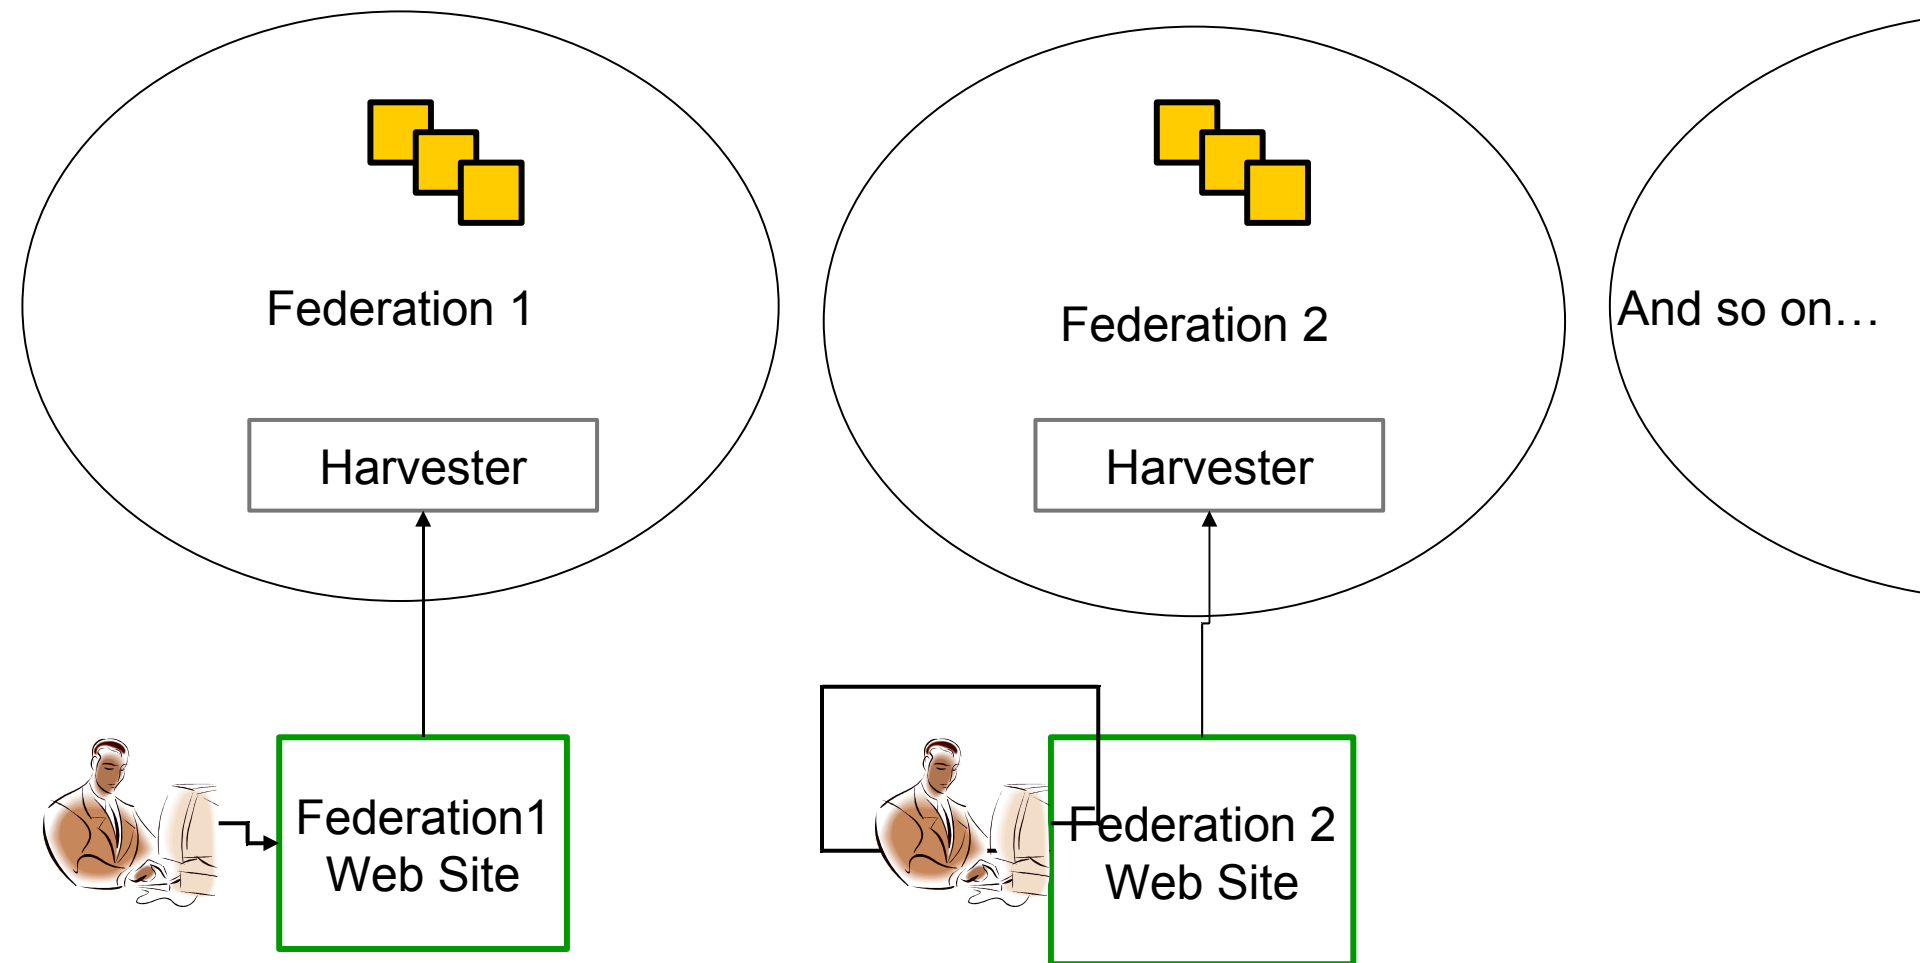 Federation 1
Federation 2
And so on…
Harvester
Harvester
Federation1
Web Site
Federation 2
Web Site